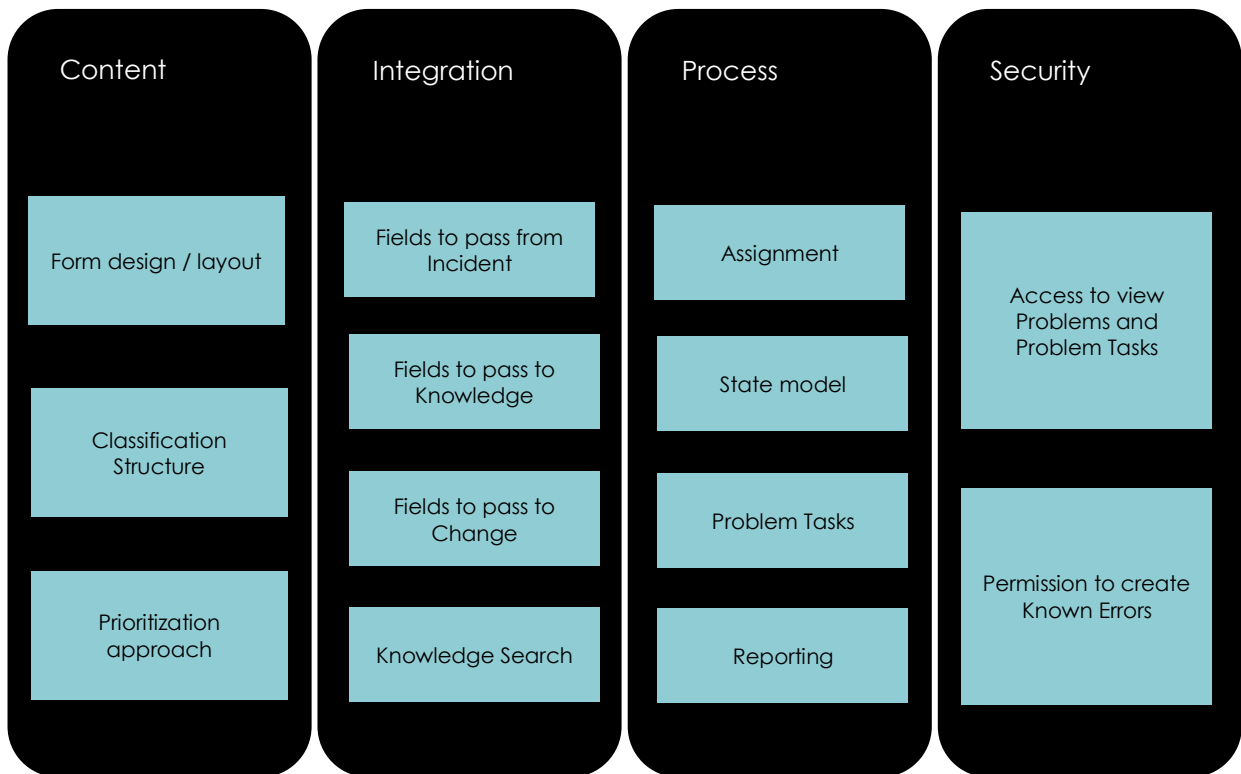 Content
Form design / layout
Classification
Structure
Prioritization
approach
Integration
Fields to pass from
Incident
Fields to pass to
Knowledge
Fields to pass to
Change
Knowledge Search
Process
Assignment
State model
Problem Tasks
Reporting
Security
Access to view
Problems and
Problem Tasks
Permission to create
Known Errors